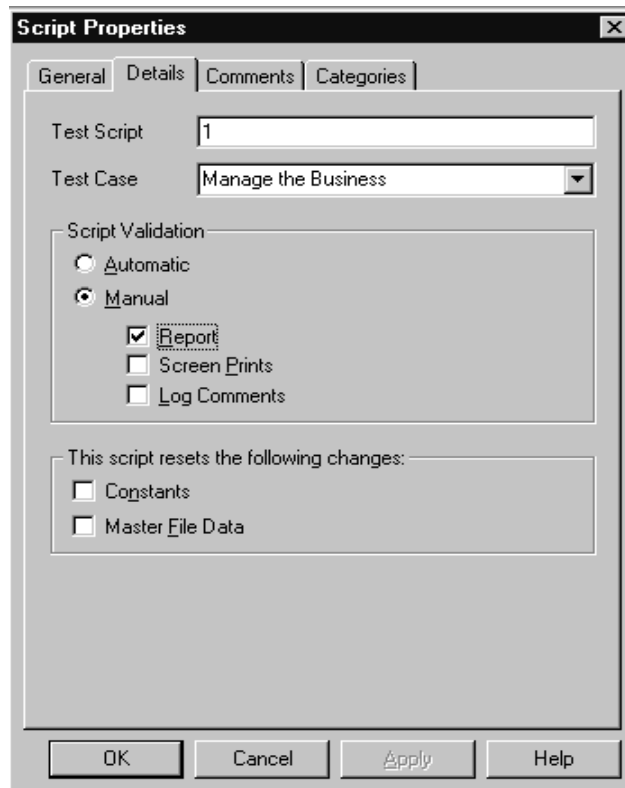 Script Properties
General Details Comments Categories
Test Script 1
Test Case Manage the Business
Script Validation
Automatic
Manual
Report
Screen Prints
Log Comments
This script resets the following changes:
Constants
Master File Data
OK Cancel Apply Help